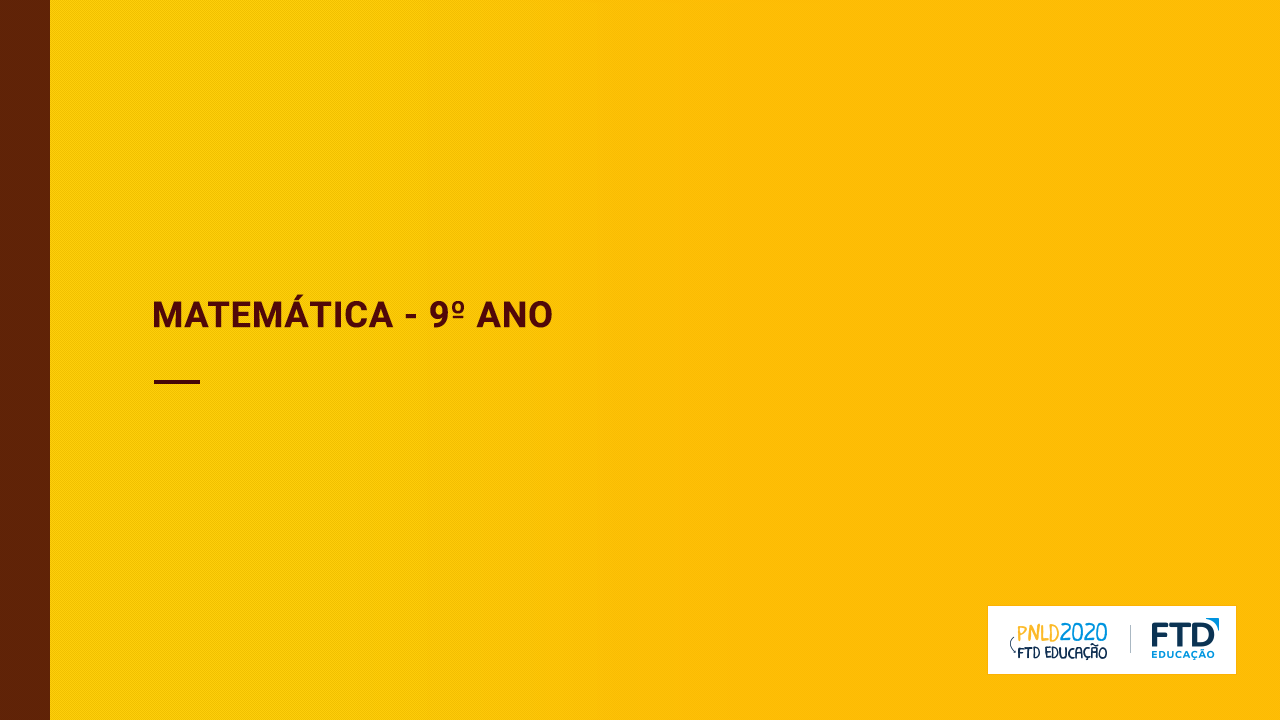 MATEMÁTICA - 9º ANO
PNLD2020
FTD EDUCAÇÃO
FTD
EDUCAÇÃO